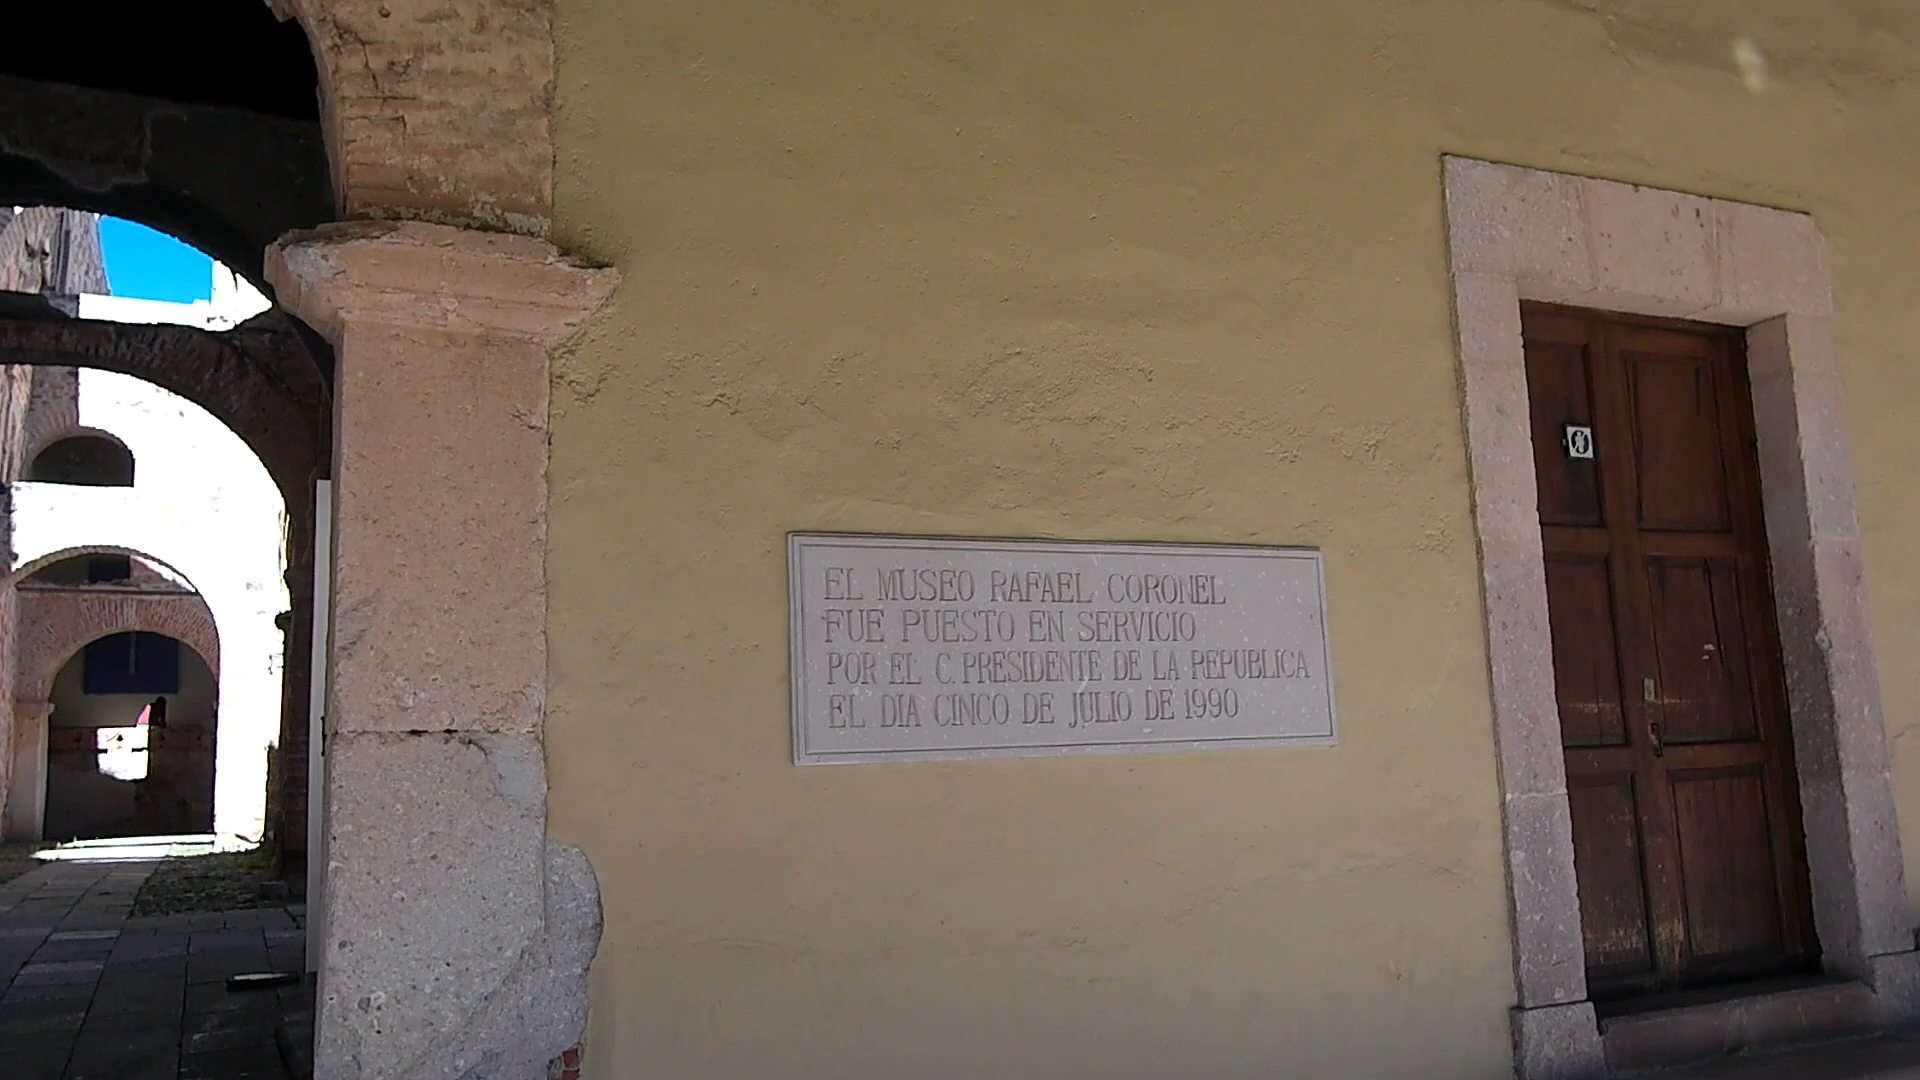 EL MUSEO RAFAEL CORONEL
FUE PUESTO EN SERVICIO
POR EL C. PRESIDENTE DE LA REPUBLICA
EL DIA CINCO DE JULIO DE 1990